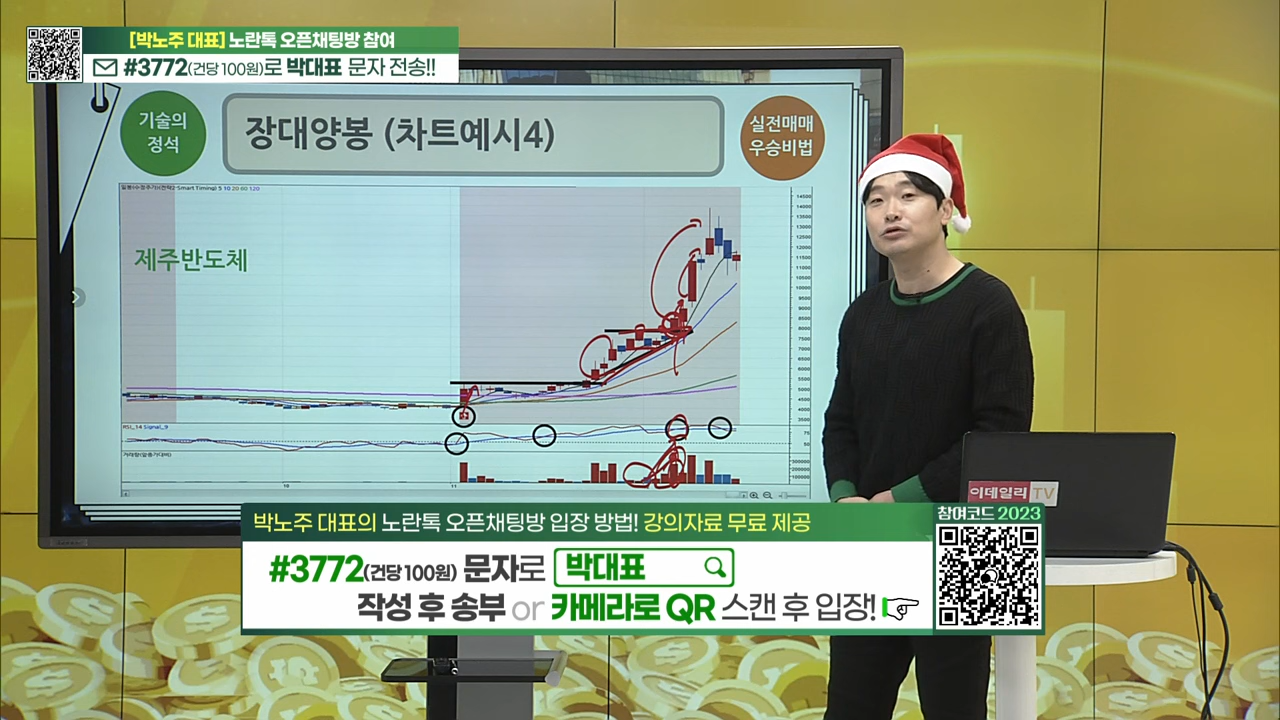 [박노주 대표] 노란톡 오픈채팅방 참여
#3772(건당 100원)로 박대표 문자 전송!!
기술의
정석
장대양봉 (차트예시4)
실전매매
우승비법
제주반도체
RSI_14 Signal_9
10
11
이데일리 TV
박노주 대표의 노란톡 오픈채팅방 입장 방법! 강의자료 무료 제공
참여코드 2023
#3772(건당 100원) 문자로 박대표
작성 후 송부 or 카메라로 QR 스캔 후 입장!